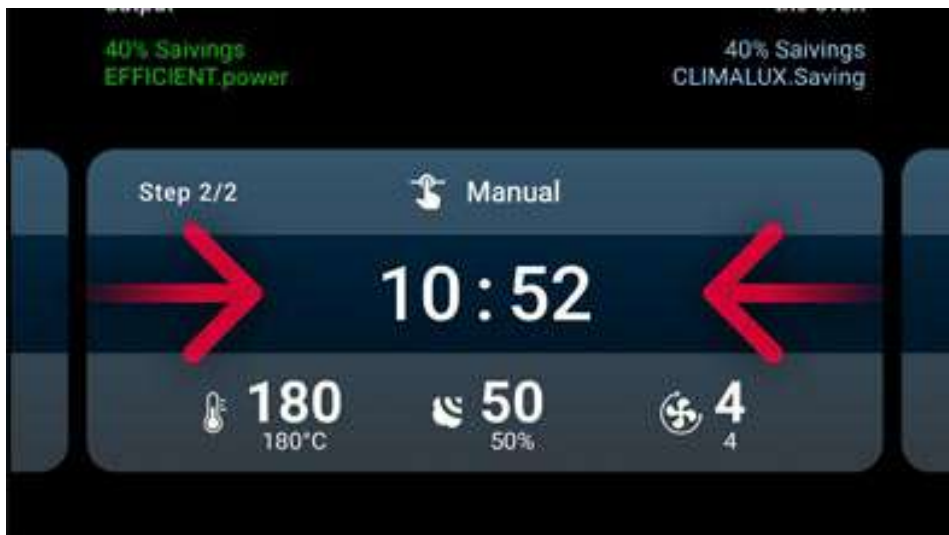 40% Saivings
EFFICIENT.power
40% Saivings
CLIMALUX.Saving
Step 2/2
Manual
10:52
180
180°C
50
50%
4
4